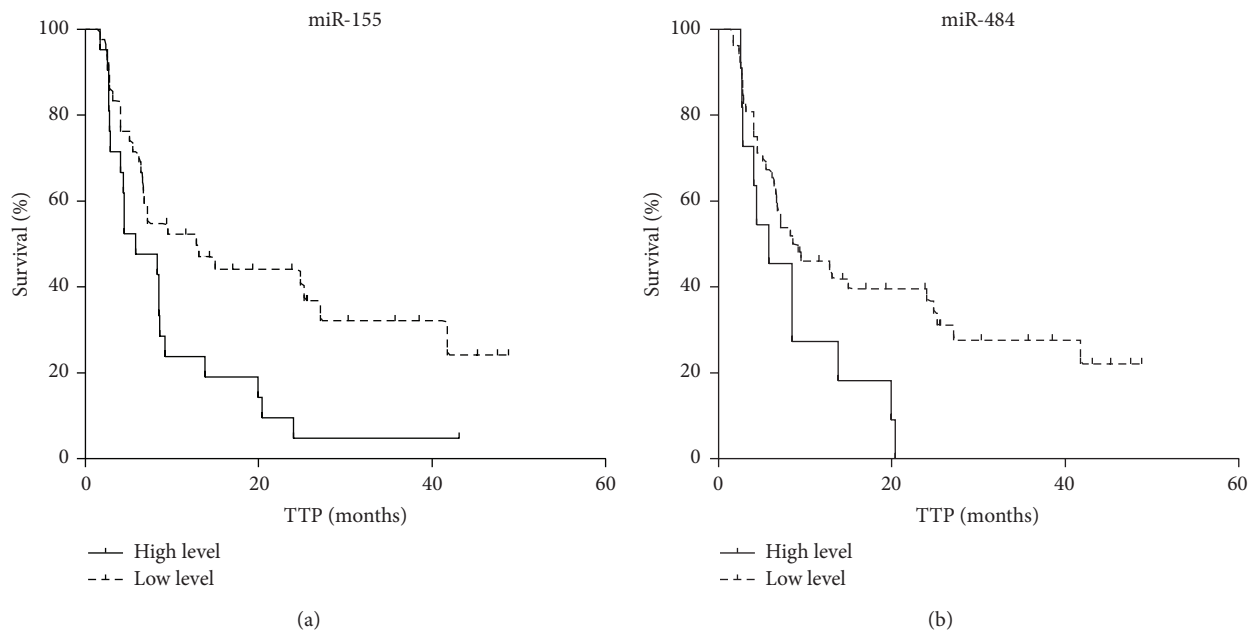 miR-155
100
80
60
40
20
0
Survival (%)
0 20 40 60
TTP (months)
High level
Low level
(a)
miR-484
100
80
60
40
20
0
Survival (%)
0 20 40 60
TTP (months)
High level
Low level
(b)